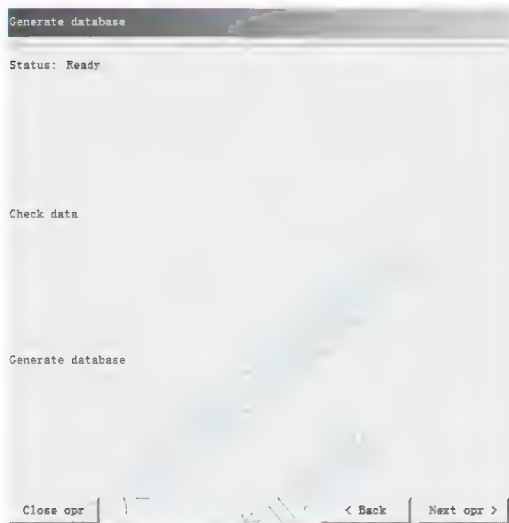 Generate database
Status: Ready
Check data
Generate database
Close opr < Back Next opr >